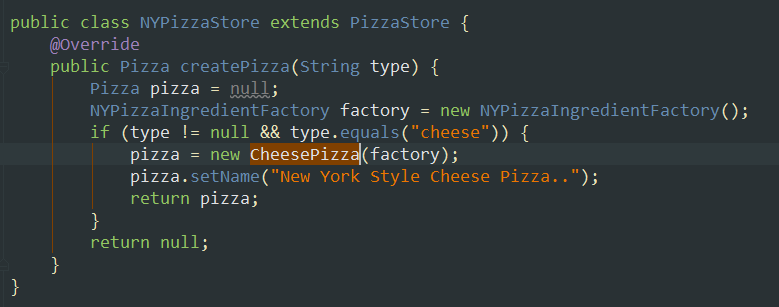 public class NYPizzaStore extends PizzaStore {
    @Override
    public Pizza createPizza(String type) {
        Pizza pizza = null;
        NYPizzaIngredientFactory factory = new NYPizzaIngredientFactory();
        if (type != null && type.equals("cheese")) {
            pizza = new CheesePizza(factory);
            pizza.setName("New York Style Cheese Pizza..");
            return pizza;
        }
        return null;
    }
}